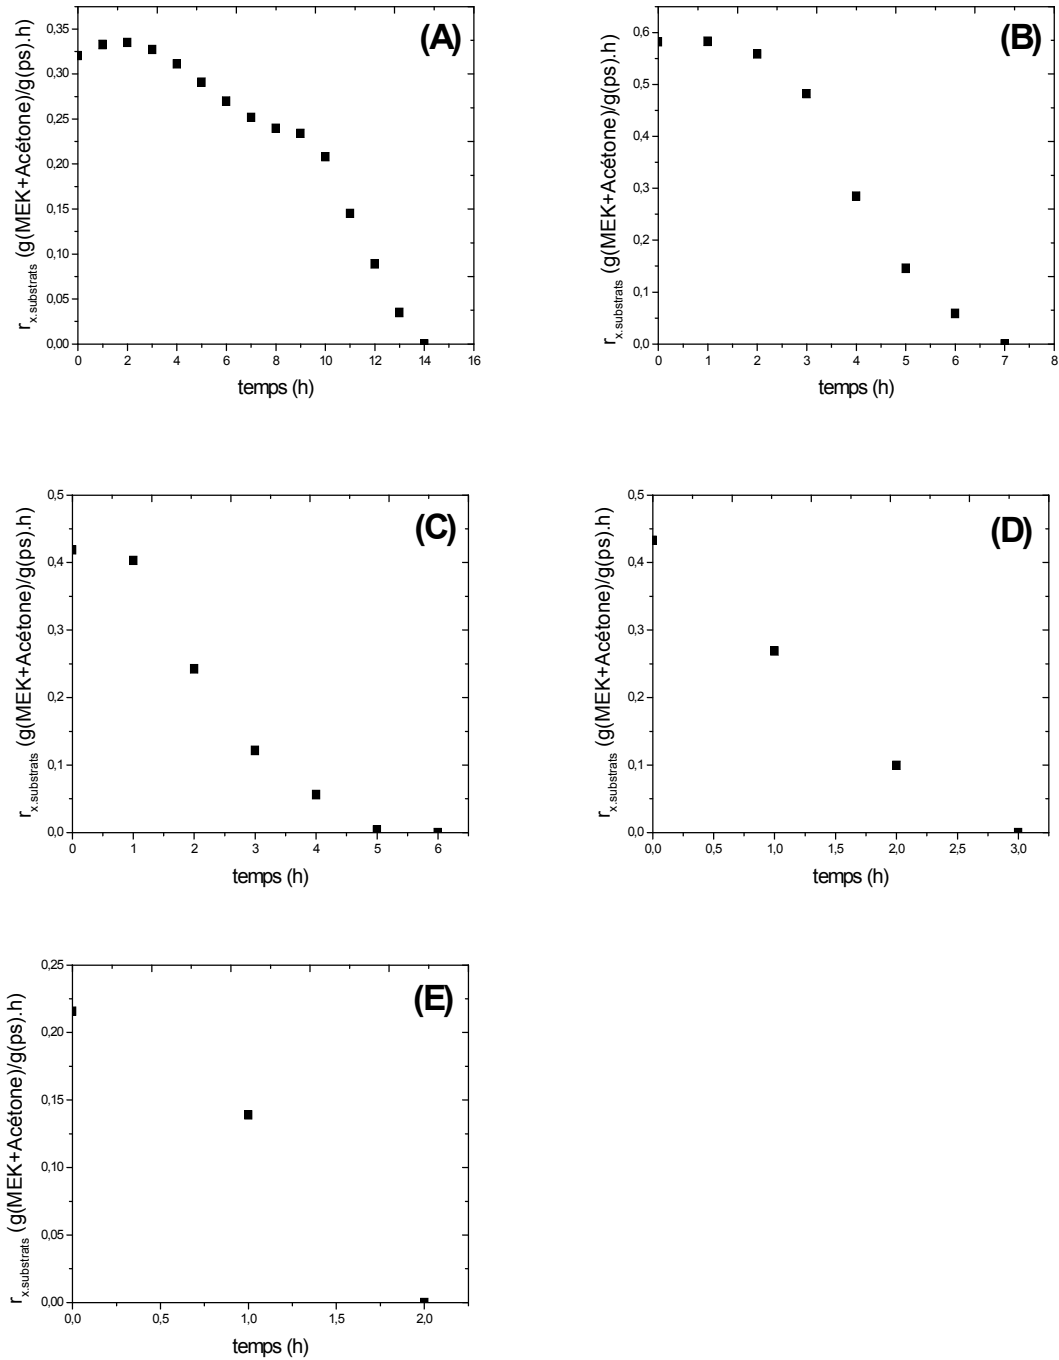 (A)
r x.substrats (g(MEK+Acétone)/g(ps).h)
0,35
0,30
0,25
0,20
0,15
0,10
0,05
0,00
0 2 4 6 8 10 12 14 16
temps (h)
(B)
r x.substrats (g(MEK+Acétone)/g(ps).h)
0,6
0,5
0,4
0,3
0,2
0,1
0,0
0 1 2 3 4 5 6 7 8
temps (h)
(C)
r x.substrats (g(MEK+Acétone)/g(ps).h)
0,5
0,4
0,3
0,2
0,1
0,0
0 1 2 3 4 5 6
temps (h)
(D)
r x.substrats (g(MEK+Acétone)/g(ps).h)
0,5
0,4
0,3
0,2
0,1
0,0
0,0 0,5 1,0 1,5 2,0 2,5 3,0
temps (h)
(E)
r x.substrats (g(MEK+Acétone)/g(ps).h)
0,25
0,20
0,15
0,10
0,05
0,00
0,0 0,5 1,0 1,5 2,0
temps (h)